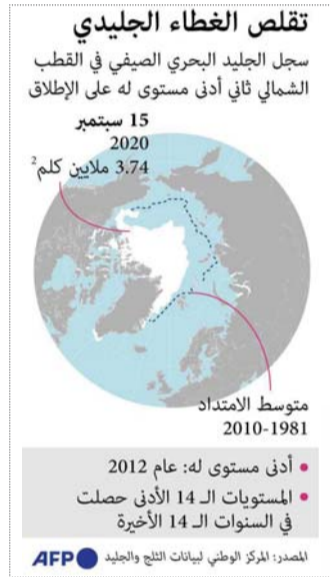 تقلص الغطاء الجليدي
سجل الجليد البحري الصيفي في القطب
الشمالي ثاني أدنى مستوى له على الإطلاق
15 سبتمبر
2020
3.74 ملايين كلم²
متوسط الامتداد
2010-1981
• أدنى مستوى له: عام 2012
• المستويات الـ 14 الأدنى حصلت
في السنوات الـ 14 الأخيرة
المصدر: المركز الوطني لبيانات الثلج والجليد AFP